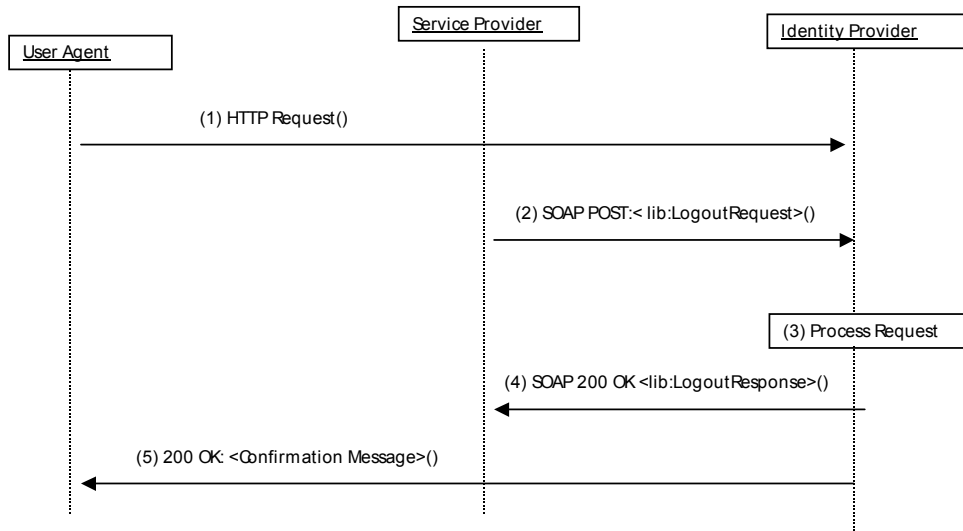 Service Provider
Identity Provider
User Agent
(1) HTTP Request()
(2) SOAP POST:< lib:LogoutRequest>()
(3) Process Request
(4) SOAP 200 OK <lib:LogoutResponse>()
(5) 200 OK: <Confirmation Message>()